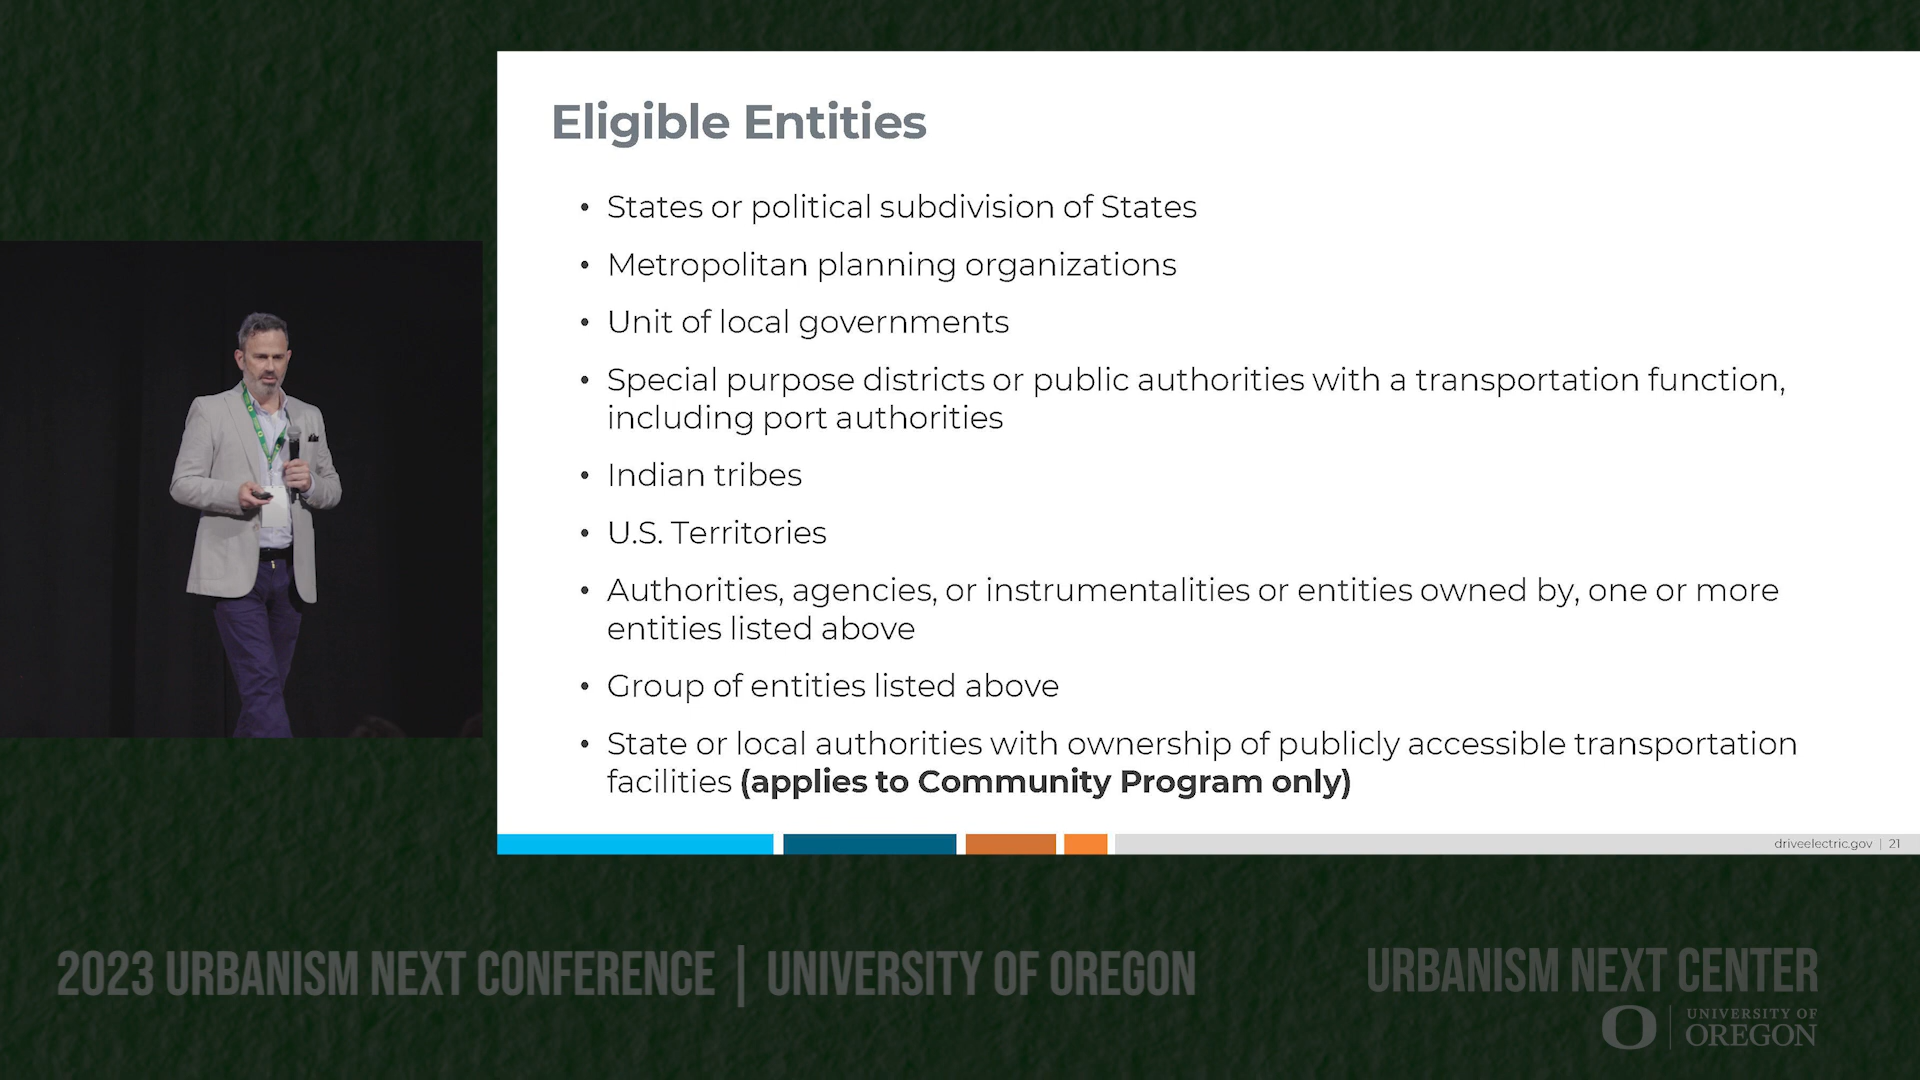 Eligible Entities
• States or political subdivision of States
• Metropolitan planning organizations
• Unit of local governments
• Special purpose districts or public authorities with a transportation function,
including port authorities
• Indian tribes
• U.S. Territories
• Authorities, agencies, or instrumentalities or entities owned by, one or more
entities listed above
• Group of entities listed above
• State or local authorities with ownership of publicly accessible transportation
facilities (applies to Community Program only)
driveelectric.gov | 21
2023 URBANISM NEXT CONFERENCE | UNIVERSITY OF OREGON
URBANISM NEXT CENTER
O | UNIVERSITY OF
OREGON